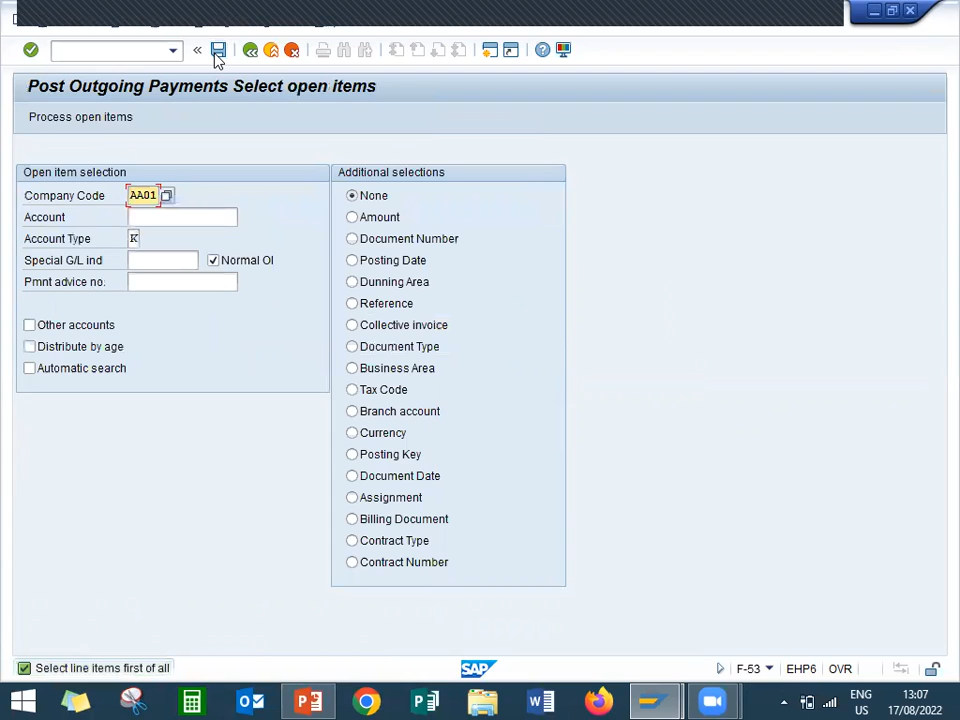 Post Outgoing Payments Select open items
Process open items
Open item selection
Company Code AA01
Account
Account Type K
Special G/L ind Normal OI
Pmnt advice no.
Other accounts
Distribute by age
Automatic search
Additional selections
None
Amount
Document Number
Posting Date
Dunning Area
Reference
Collective invoice
Document Type
Business Area
Tax Code
Branch account
Currency
Posting Key
Document Date
Assignment
Billing Document
Contract Type
Contract Number
Select line items first of all
SAP
F-53 EHP6 OVR
ENG 13:07
US 17/08/2022